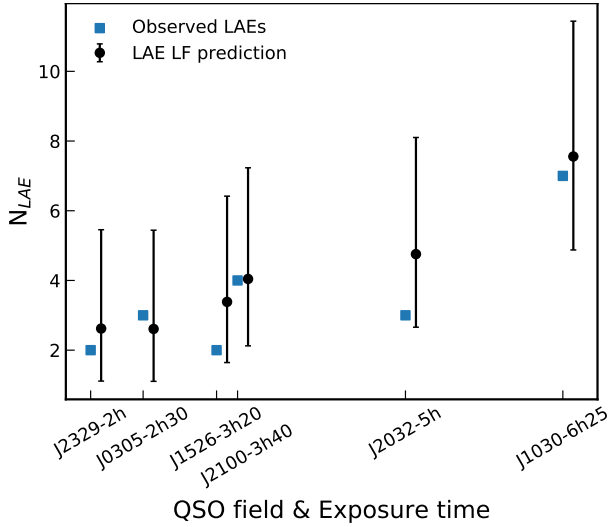 Observed LAEs
LAE LF prediction
10
8
6
4
2
N_{LAE}
J2329-2h
J0305-2h30
J1526-3h20
J2100-3h40
J2032-5h
J1030-6h25
QSO field & Exposure time